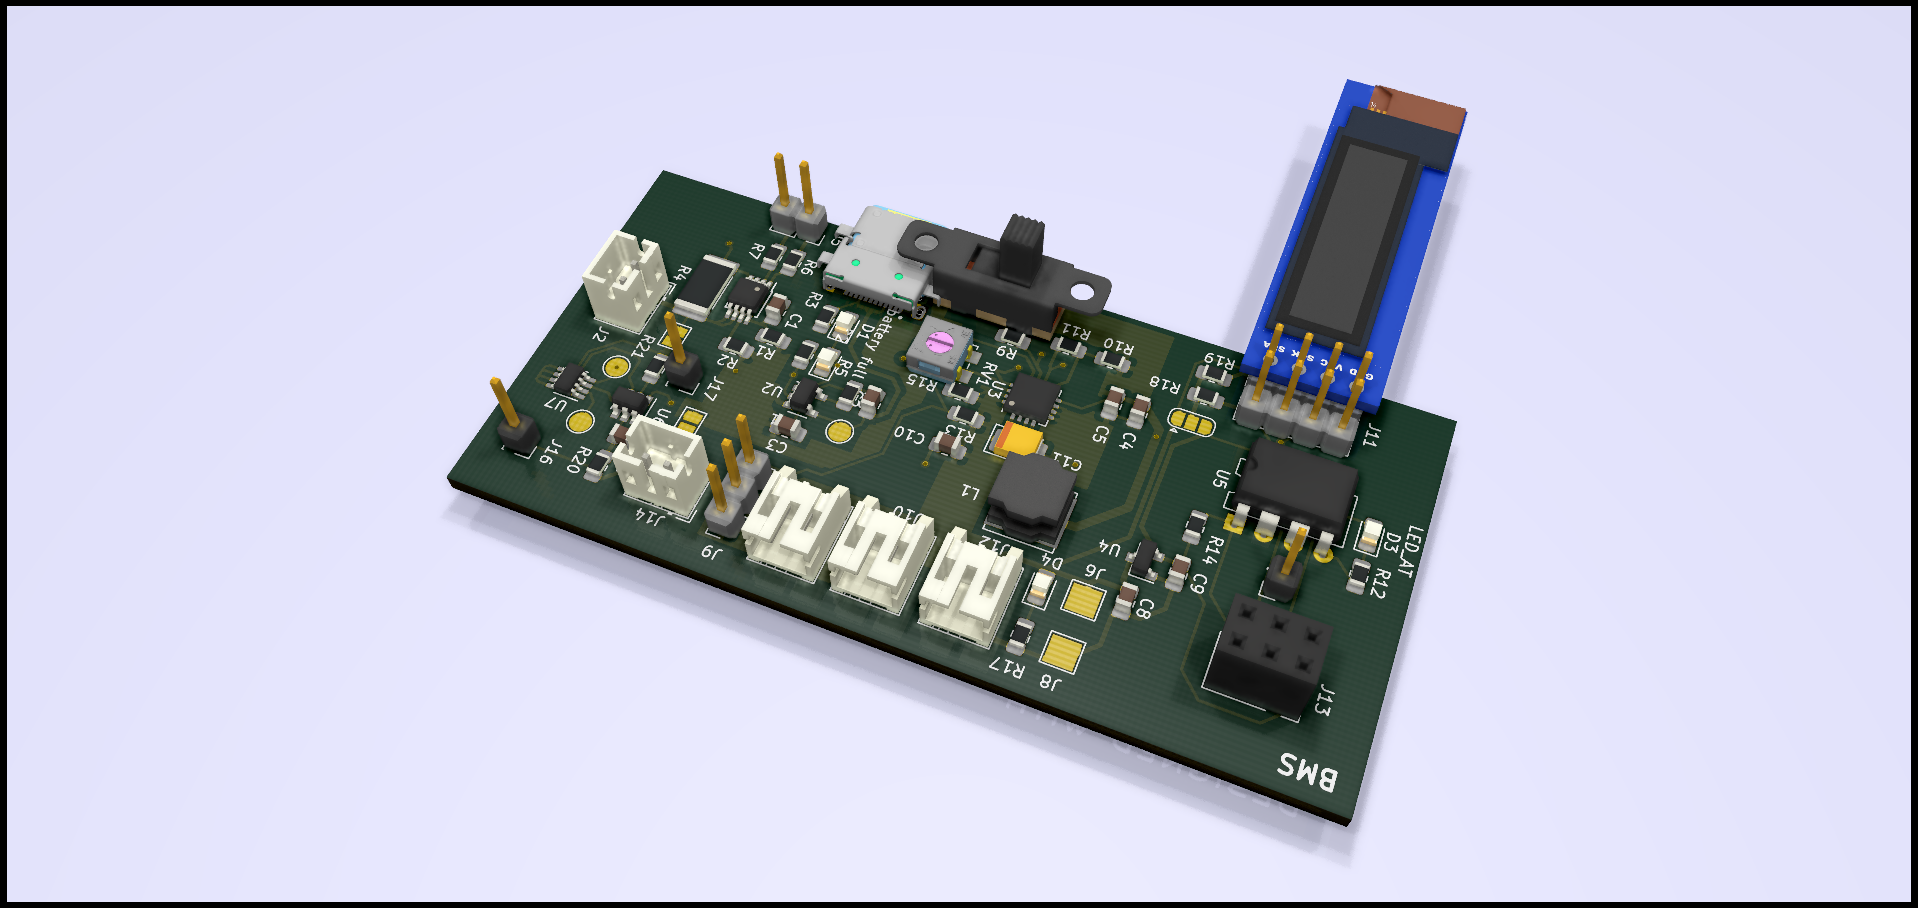 R7
R6
R4
R3
C1
D1
Battery full
J2
R21
R2
R1
R5
R9
R11
R10
R19
R18
RV1
U3
R15
U7
J17
U2
C3
C10
R13
C5
C4
C11
J16
R20
J14
L1
U5
J11
J9
J10
J12
D4
J6
U4
R14
C9
C8
D3
LED_AT
R12
R17
J8
J13
BMS